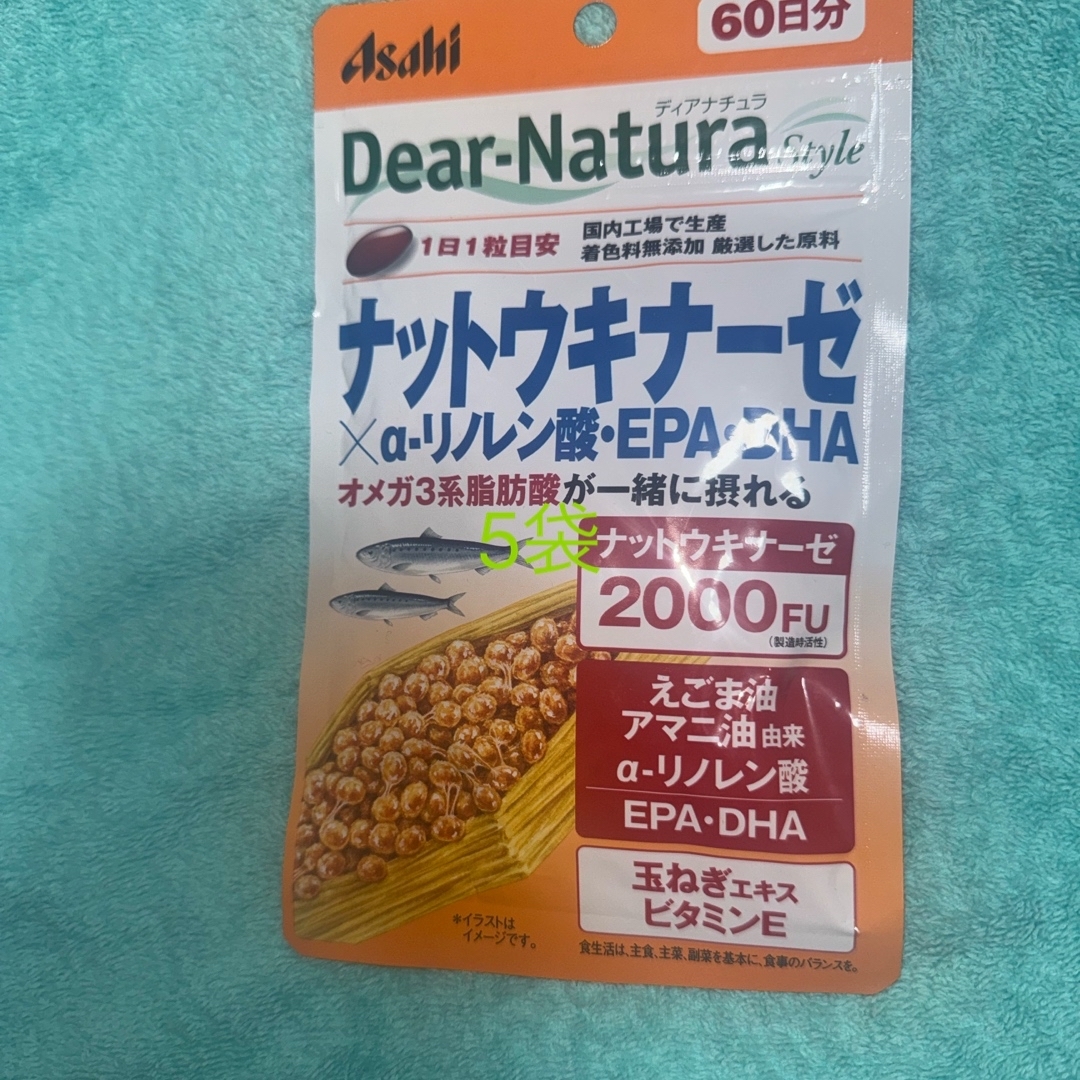 Asahi
60日分
ディアナチュラ
Dear-Natura Style
1日1粒目安
国内工場で生産
着色料無添加 厳選した原料
ナットウキナーゼ
×α-リノレン酸・EPA・DHA
オメガ3系脂肪酸が一緒に摂れる
5袋
ナットウキナーゼ
2000FU
(製造時活性)
えごま油
アマニ油由来
α-リノレン酸
EPA・DHA
玉ねぎエキス
ビタミンE
*イラストは
イメージです。
食生活は、主食、主菜、副菜を基本に、食事のバランスを。